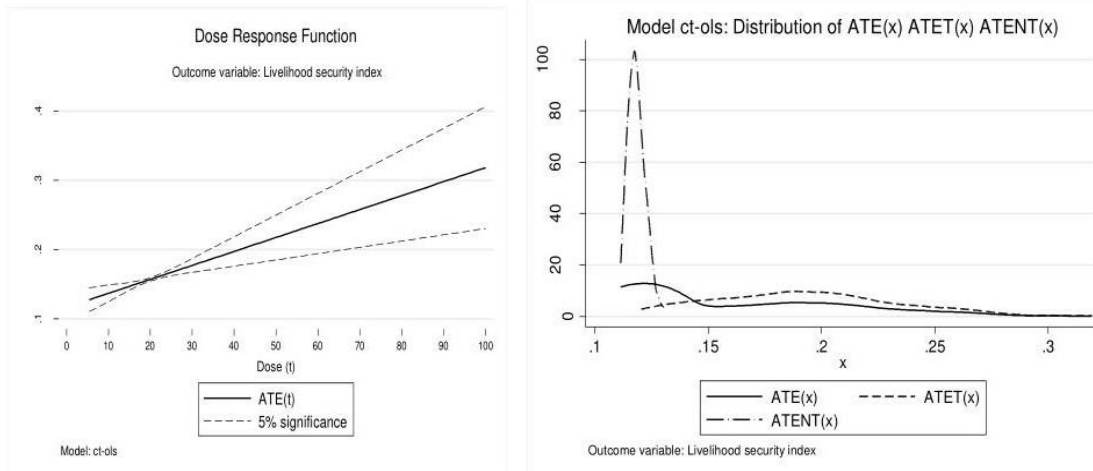 Dose Response Function
Outcome variable: Livelihood security index
.4
.3
.2
.1
0 10 20 30 40 50 60 70 80 90 100
Dose (t)
ATE(t)
5% significance
Model: ct-ols
Model ct-ols: Distribution of ATE(x) ATET(x) ATENT(x)
100
80
60
40
20
0
.1 .15 .2 .25 .3
x
ATE(x) ATET(x)
ATENT(x)
Outcome variable: Livelihood security index